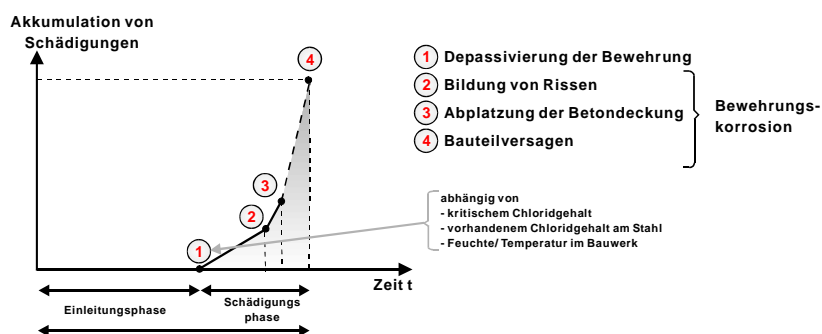 Akkumulation von
Schädigungen
4
3
2
1
Zeit t
Einleitungsphase
Schädigungs
phase
1 Depassivierung der Bewehrung
2 Bildung von Rissen
3 Abplatzung der Betondeckung
4 Bauteilversagen
Bewehrungs-
korrosion
abhängig von
- kritischem Chloridgehalt
- vorhandenem Chloridgehalt am Stahl
- Feuchte/ Temperatur im Bauwerk